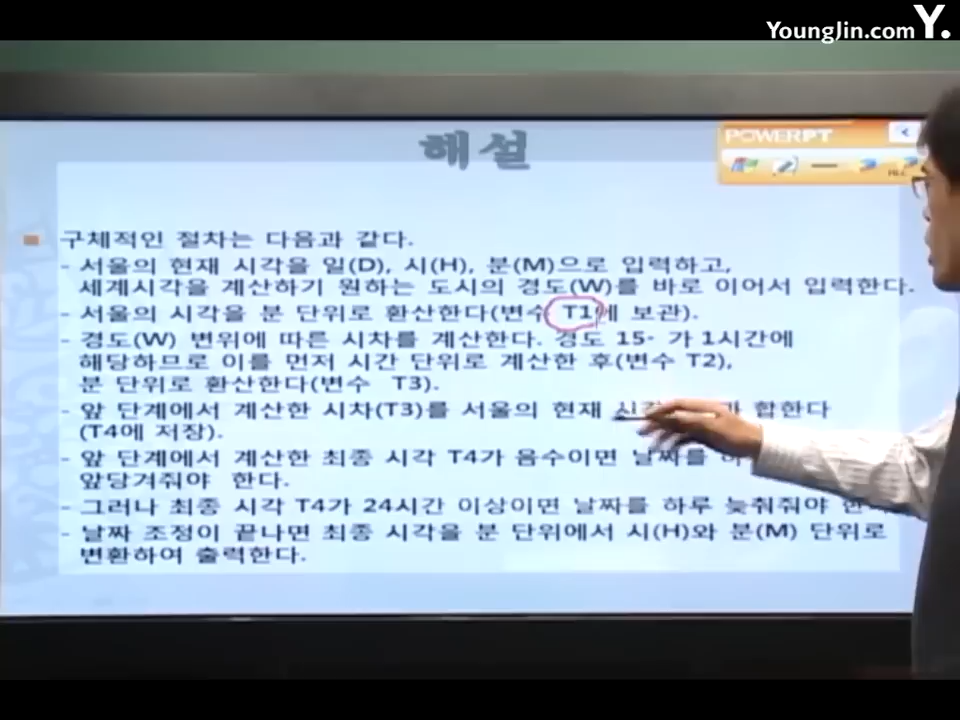 YoungJin.com Y.
해설
POWERPT
구체적인 절차는 다음과 같다.
- 서울의 현재 시각을 일(D), 시(H), 분(M)으로 입력하고,
세계시각을 계산하기 원하는 도시의 경도(W)를 바로 이어서 입력한다.
- 서울의 시각을 분 단위로 환산한다(변수 T1에 보관).
- 경도(W) 변위에 따른 시차를 계산한다. 경도 15° 가 1시간에
해당하므로 이를 먼저 시간 단위로 계산한 후(변수 T2),
분 단위로 환산한다(변수 T3).
- 앞 단계에서 계산한 시차(T3)를 서울의 현재 합한다
(T4에 저장).
- 앞 단계에서 계산한 최종 시각 T4가 음수이면 날짜를
앞당겨줘야 한다.
- 그러나 최종 시각 T4가 24시간 이상이면 날짜를 하루 늦춰줘야
- 날짜 조정이 끝나면 최종 시각을 분 단위에서 시(H)와 분(M) 단위로
변환하여 출력한다.